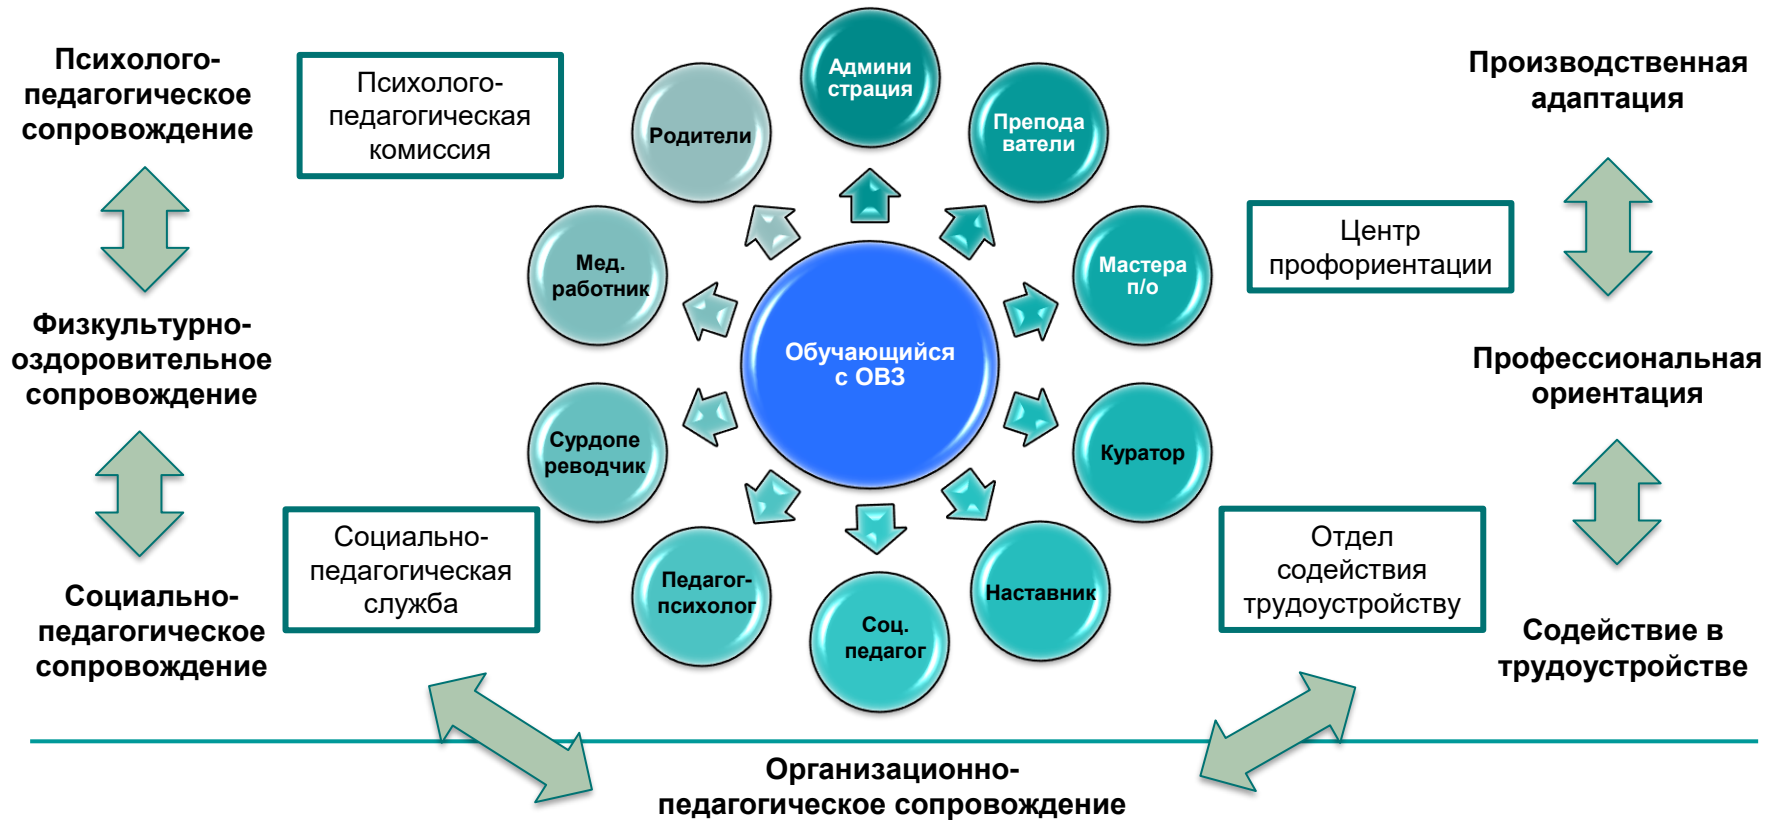 Психолого-
педагогическое
сопровождение
Физкультурно-
оздоровительное
сопровождение
Социально-
педагогическое
сопровождение
Психолого-
педагогическая
комиссия
Социально-
педагогическая
служба
Админи
страция
Препода
ватели
Мастера
п/о
Куратор
Наставник
Соц.
педагог
Педагог-
психолог
Сурдопе
реводчик
Мед.
работник
Родители
Обучающийся
с ОВЗ
Центр
профориентации
Отдел
содействия
трудоустройству
Производственная
адаптация
Профессиональная
ориентация
Содействие в
трудоустройстве
Организационно-
педагогическое сопровождение